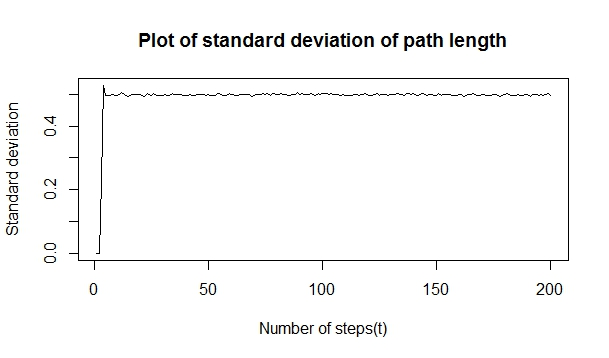 Plot of standard deviation of path length
Standard deviation
0.4
0.2
0.0
0 50 100 150 200
Number of steps(t)